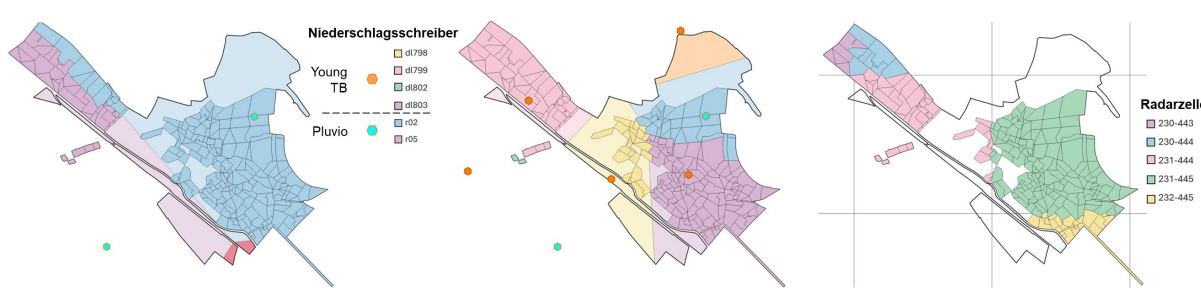 Niederschlagsschreiber
Young
TB
dl798
dl799
dl802
dl803
Pluvio
r02
r05
Radarzelle
230-443
230-444
231-444
231-445
232-445